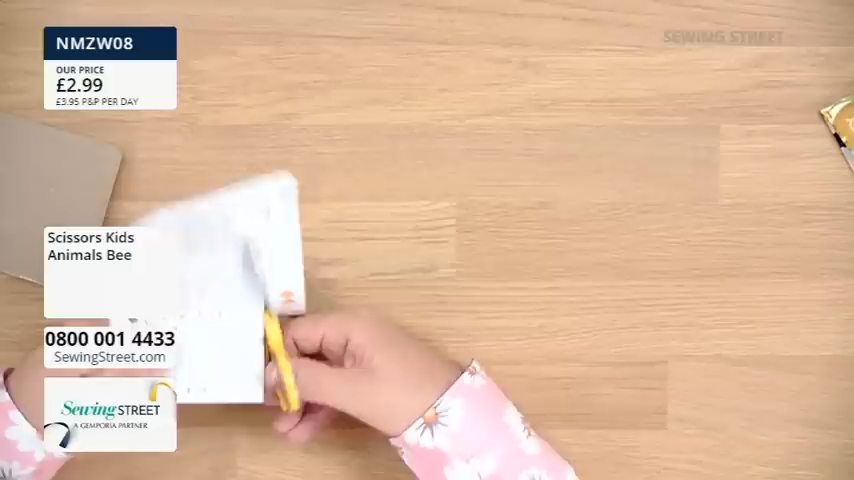 NMZW08
OUR PRICE
£2.99
£3.95 P&P PER DAY
SEWING STREET
Scissors Kids
Animals Bee
0800 001 4433
SewingStreet.com
Sewing STREET
A GEMPORIA PARTNER